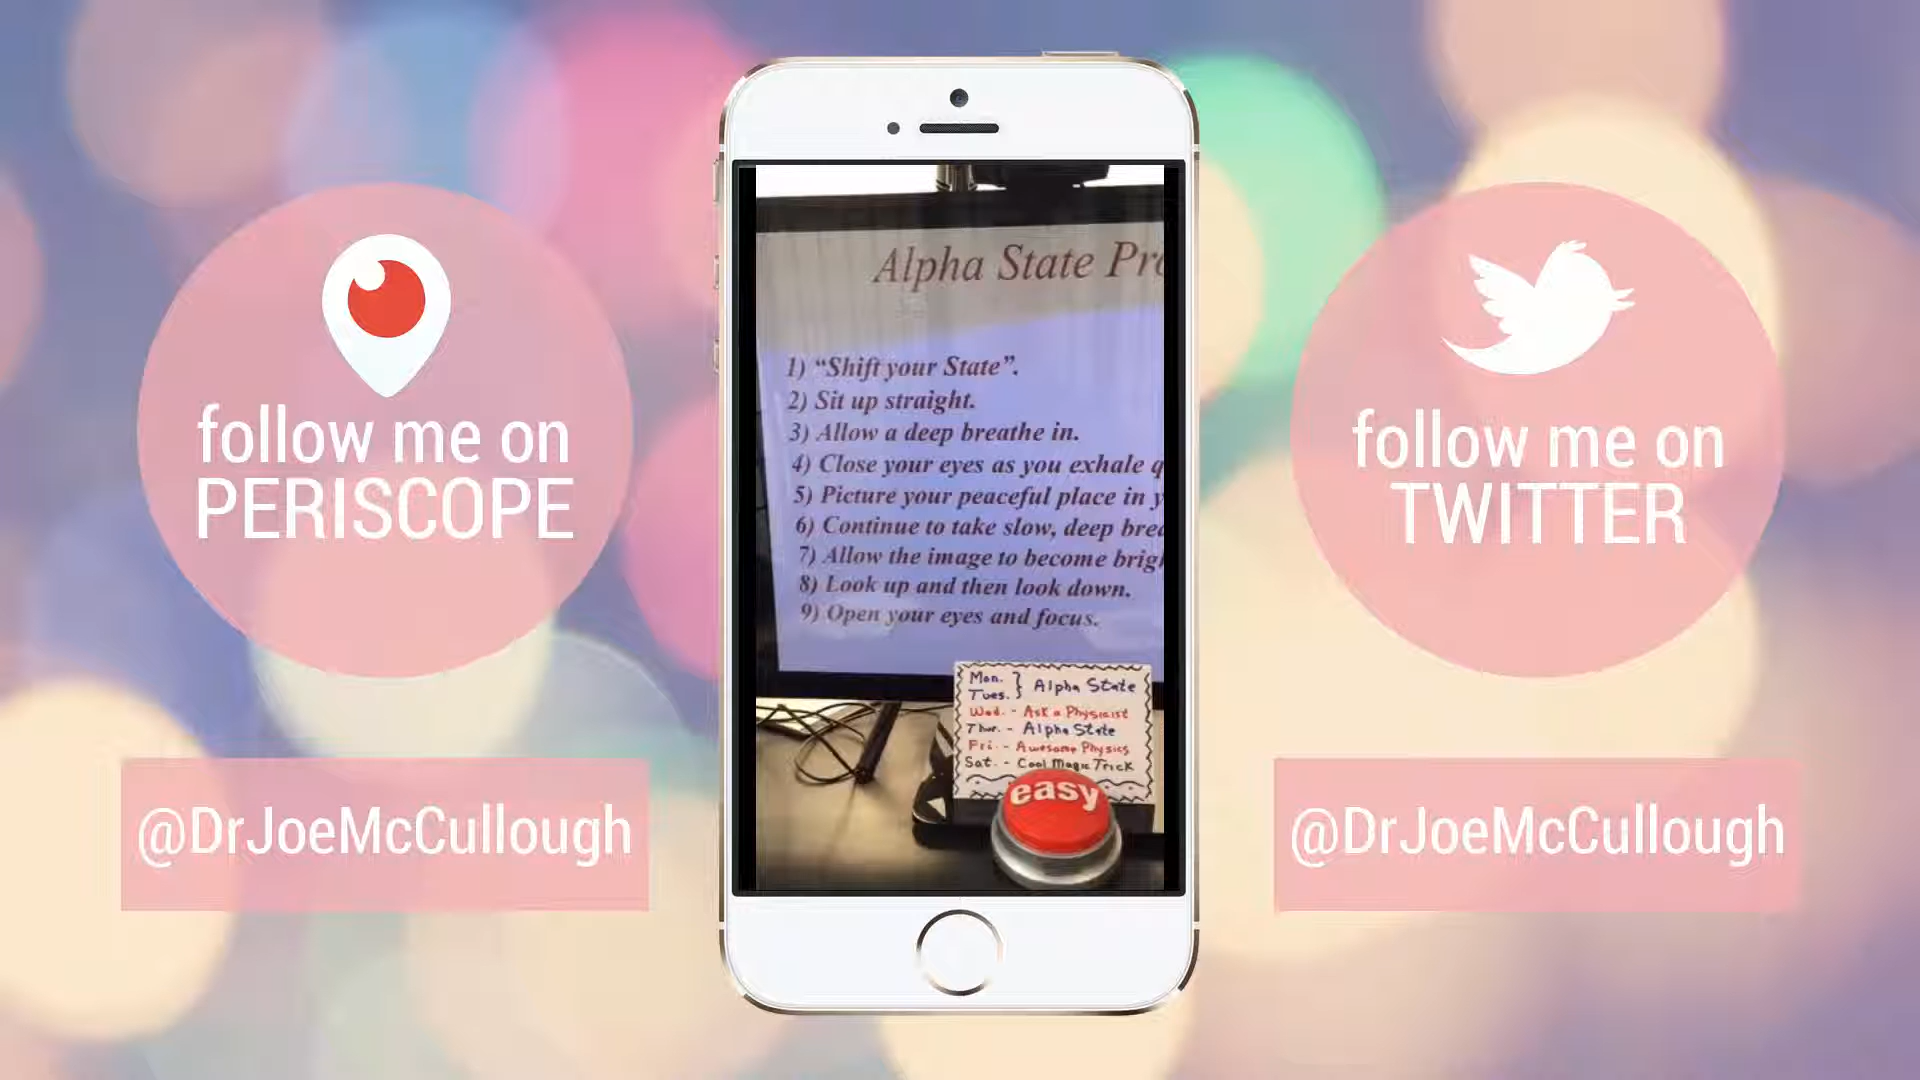 follow me on
PERISCOPE
@DrJoeMcCullough
Alpha State
1) “Shift your State”.
2) Sit up straight.
3) Allow a deep breathe in.
4) Close your eyes as you exhale
5) Picture your peaceful place in
6) Continue to take slow, deep
7) Allow the image to become
8) Look up and then look down.
9) Open your eyes and focus.
Mon. } Alpha State
Tues.
Wed. - Ask a Physicist
Thur. - Alpha State
Fri. - Awesome Physics
Sat. - Cool Magic Trick
easy
follow me on
TWITTER
@DrJoeMcCullough